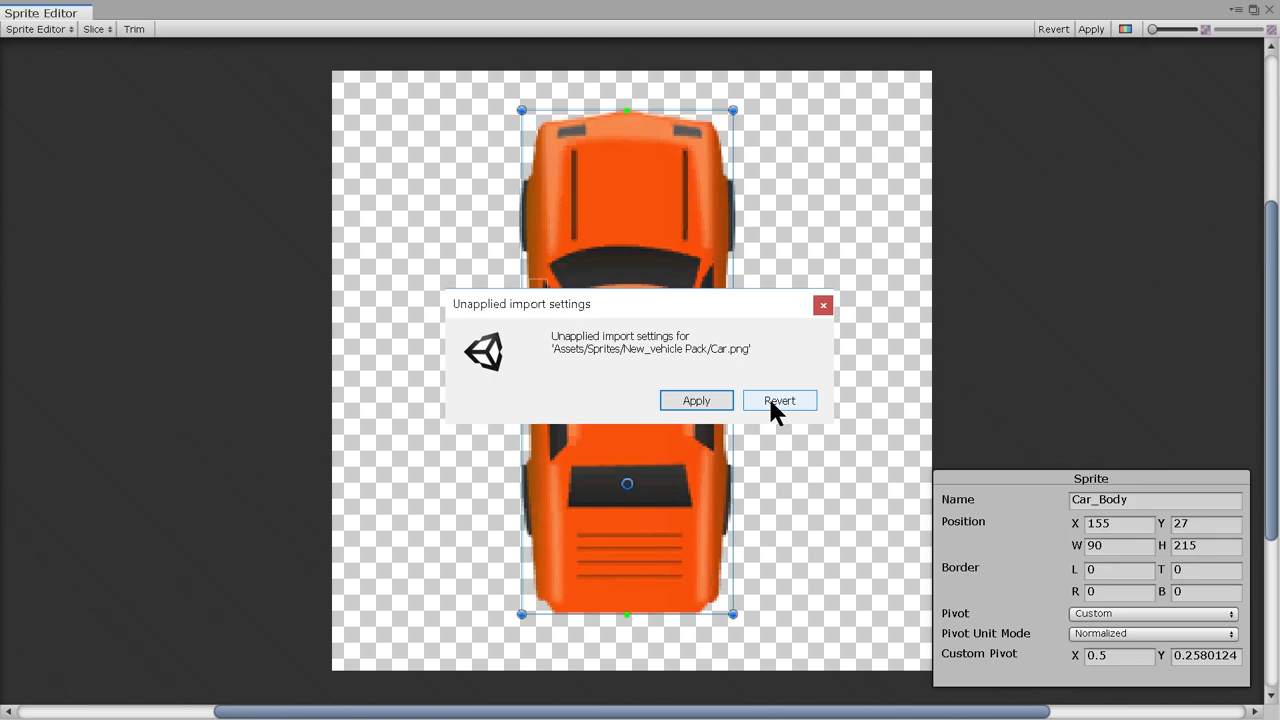 Sprite Editor
Sprite Editor Slice Trim Revert Apply
Unapplied import settings
Unapplied import settings for
'Assets/Sprites/New_vehicle Pack/Car.png'
Apply Revert
Sprite
Name Car_Body
Position X 155 Y 27
W 90 H 215
Border L 0 T 0
R 0 B 0
Pivot Custom
Pivot Unit Mode Normalized
Custom Pivot X 0.5 Y 0.2580124